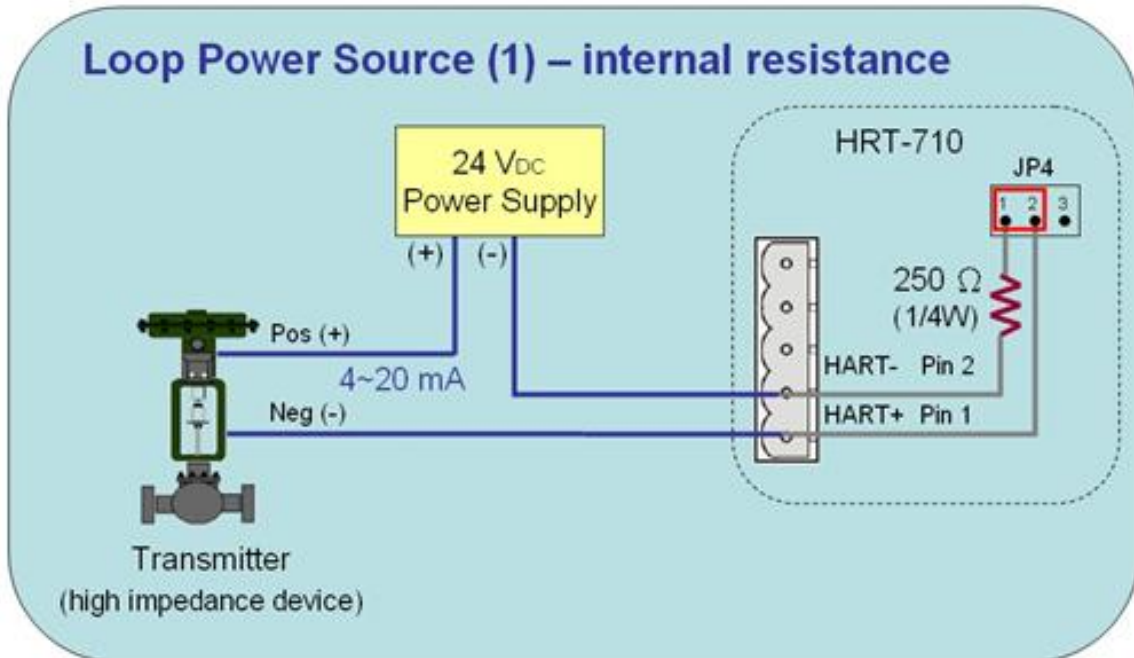 Loop Power Source (1) – internal resistance
24 VDC
Power Supply
(+) (-)
HRT-710
JP4
1 2 3
250 Ω
(1/4W)
Pos (+)
4~20 mA
Neg (-)
HART- Pin 2
HART+ Pin 1
Transmitter
(high impedance device)